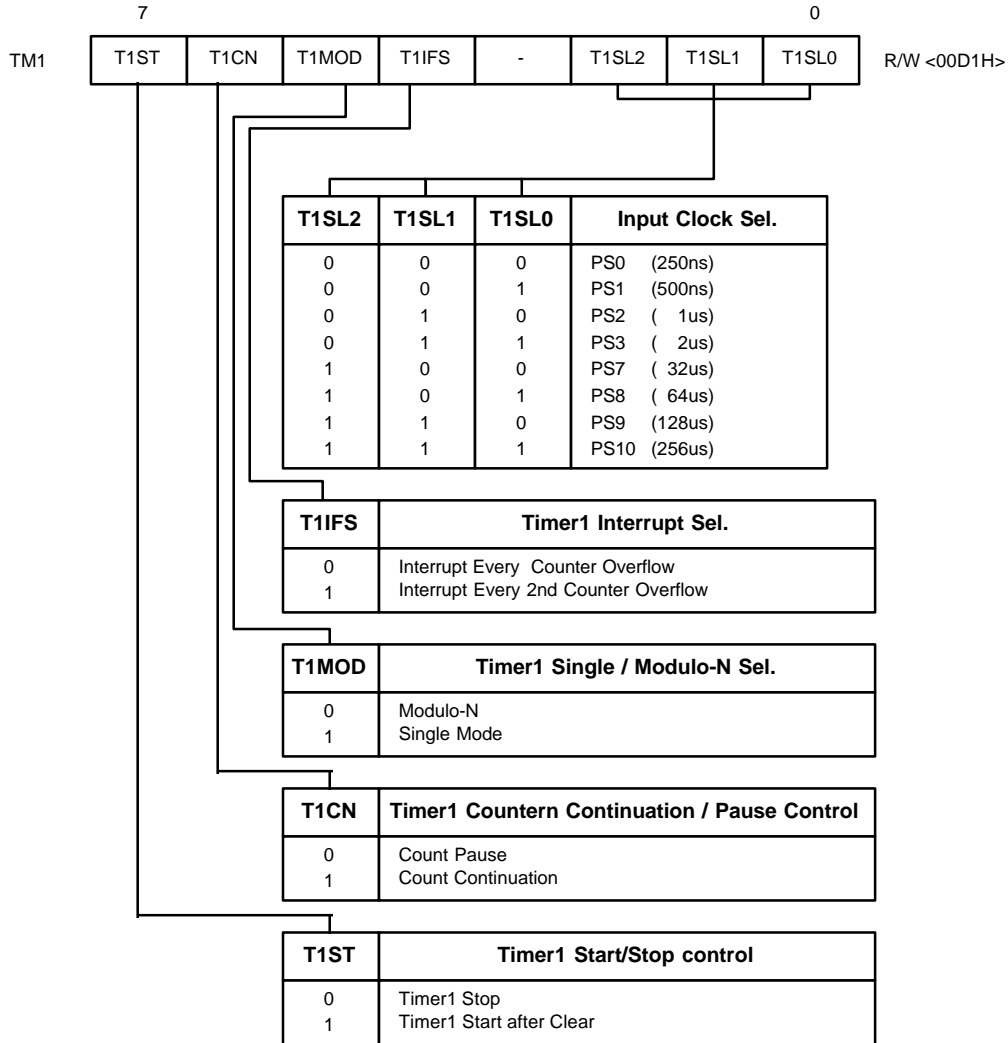 7 0
TM1 T1ST T1CN T1MOD T1IFS - T1SL2 T1SL1 T1SL0 R/W <00D1H>
T1SL2 T1SL1 T1SL0 Input Clock Sel.
0 0 0 PS0 (250ns)
0 0 1 PS1 (500ns)
0 1 0 PS2 ( 1us)
0 1 1 PS3 ( 2us)
1 0 0 PS7 ( 32us)
1 0 1 PS8 ( 64us)
1 1 0 PS9 (128us)
1 1 1 PS10 (256us)
T1IFS Timer1 Interrupt Sel.
0 Interrupt Every Counter Overflow
1 Interrupt Every 2nd Counter Overflow
T1MOD Timer1 Single / Modulo-N Sel.
0 Modulo-N
1 Single Mode
T1CN Timer1 Countern Continuation / Pause Control
0 Count Pause
1 Count Continuation
T1ST Timer1 Start/Stop control
0 Timer1 Stop
1 Timer1 Start after Clear